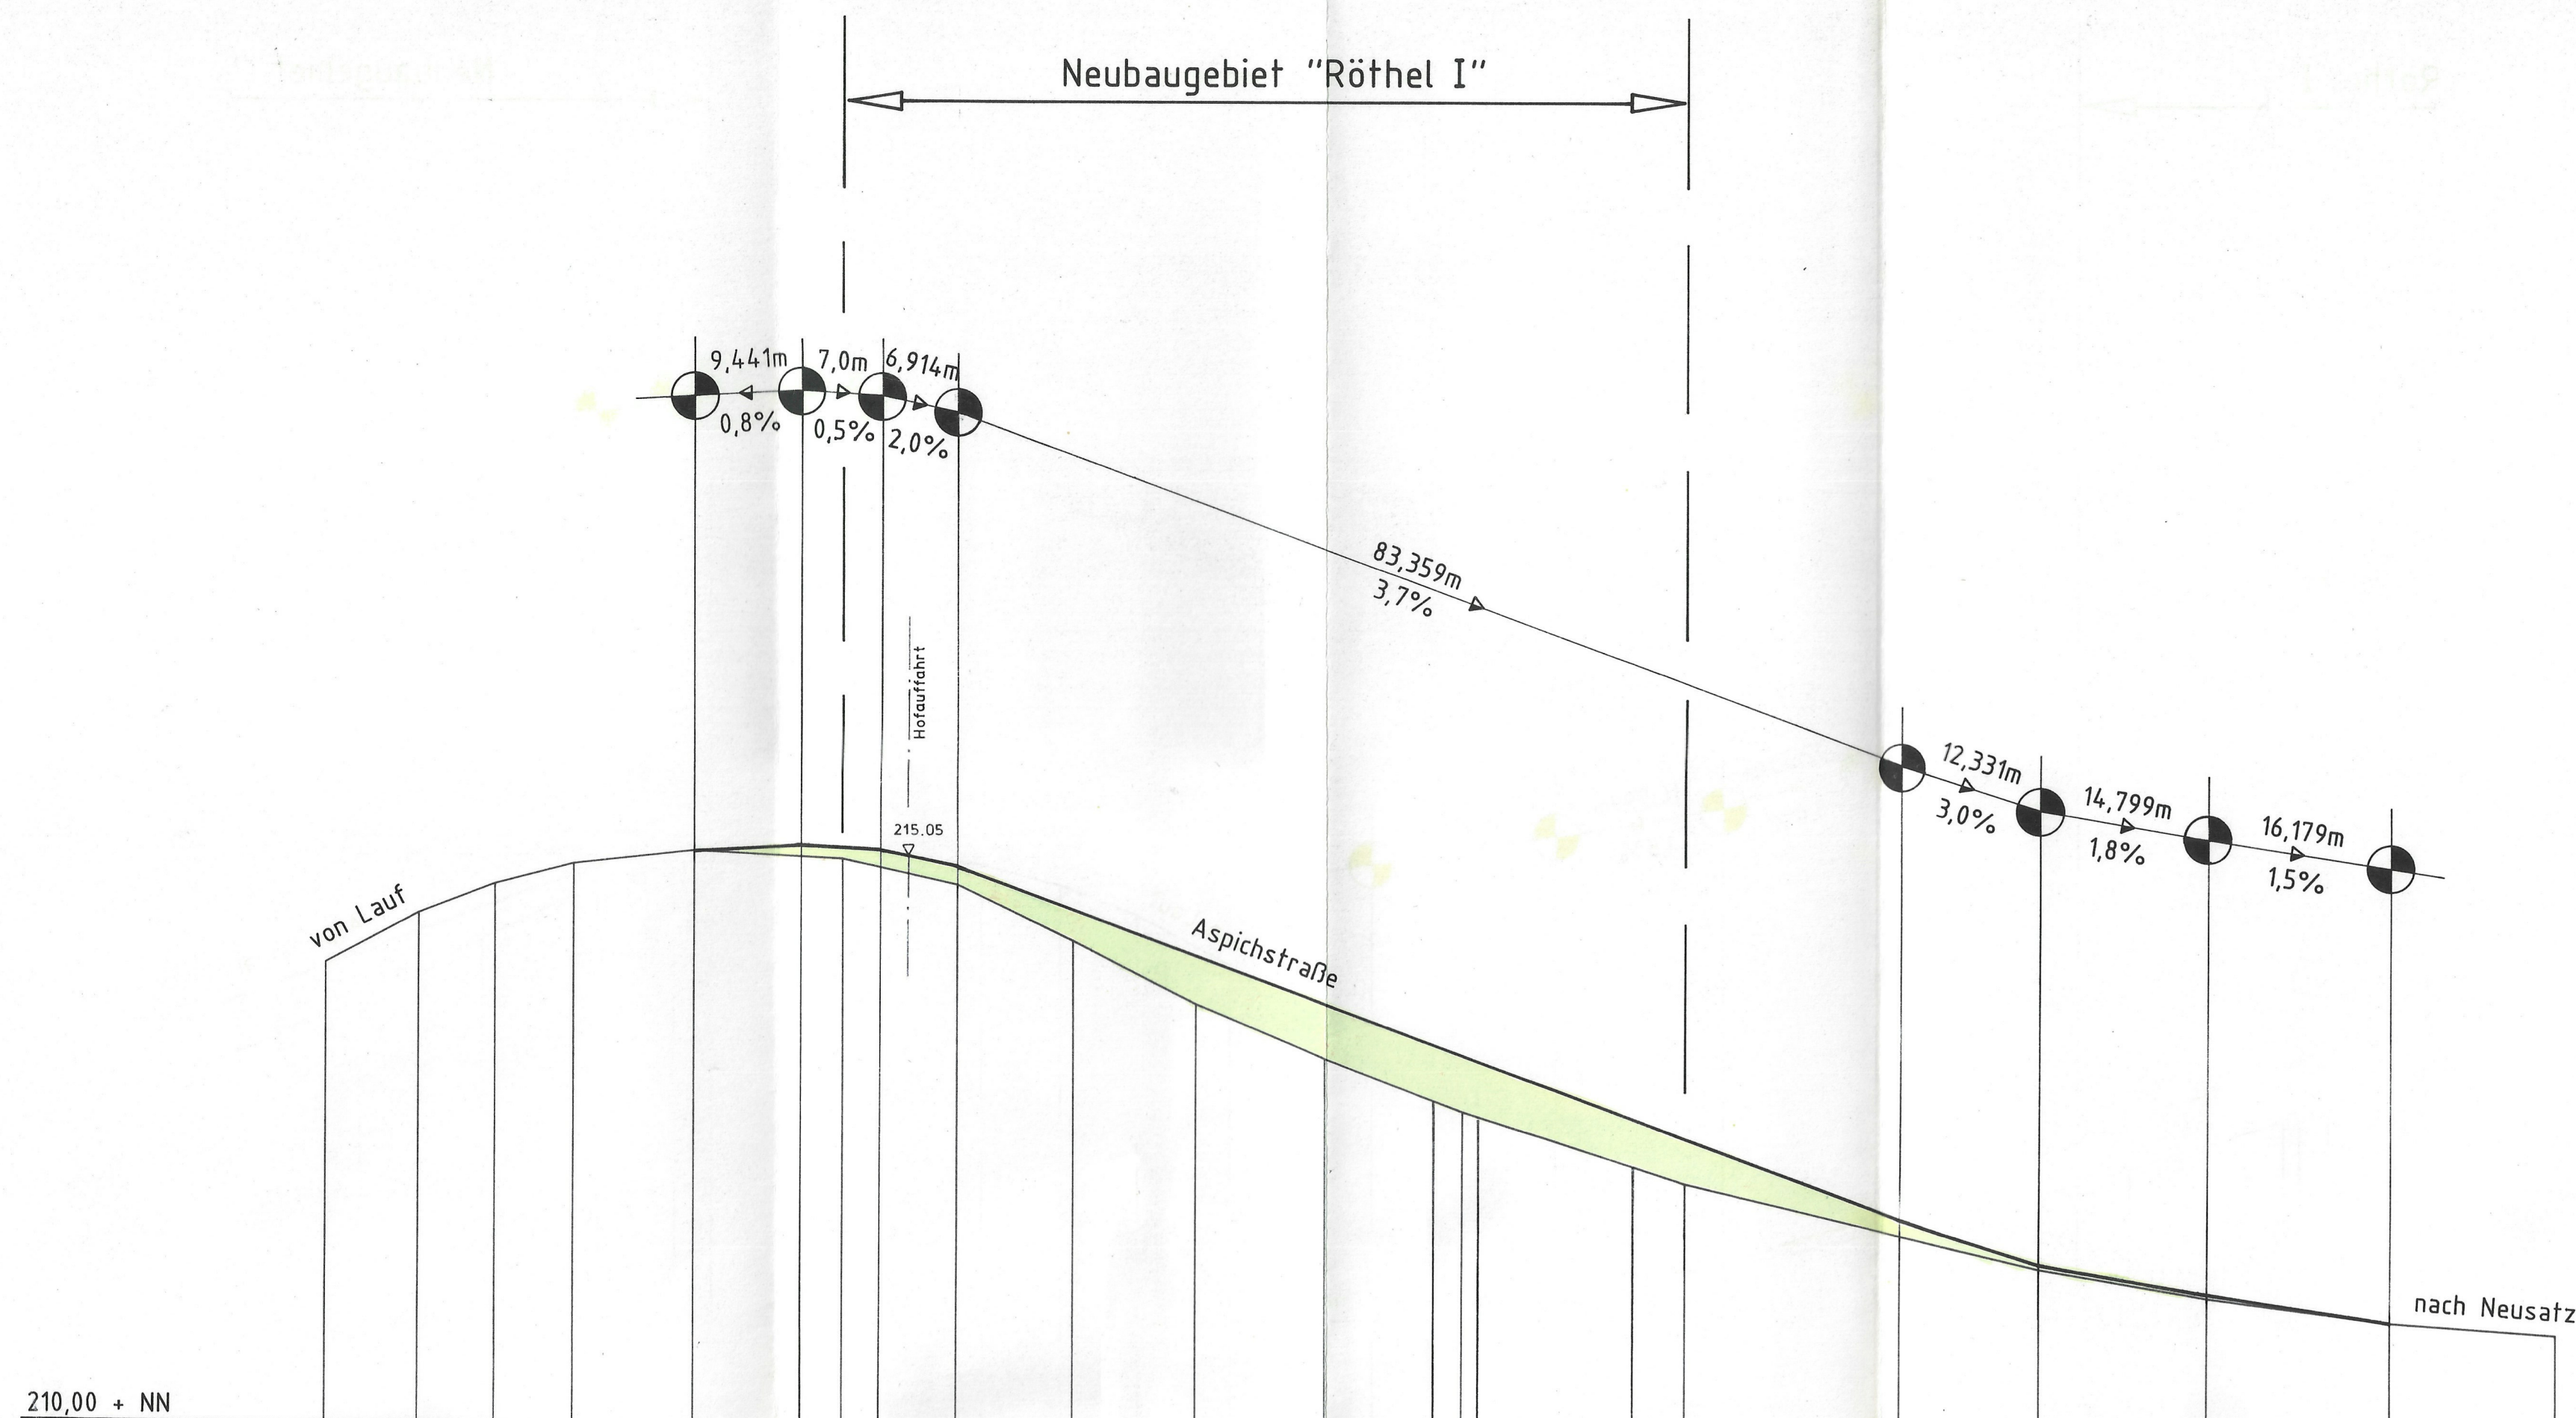 Neubaugebiet "Röthel I"
9,441m
7,0m
6,914m
0,8%
0,5%
2,0%
83,359m
3,7%
Hofauffahrt
12,331m
3,0%
14,799m
1,8%
16,179m
1,5%
215.05
von Lauf
Aspichstraße
nach Neusatz
210,00 + NN